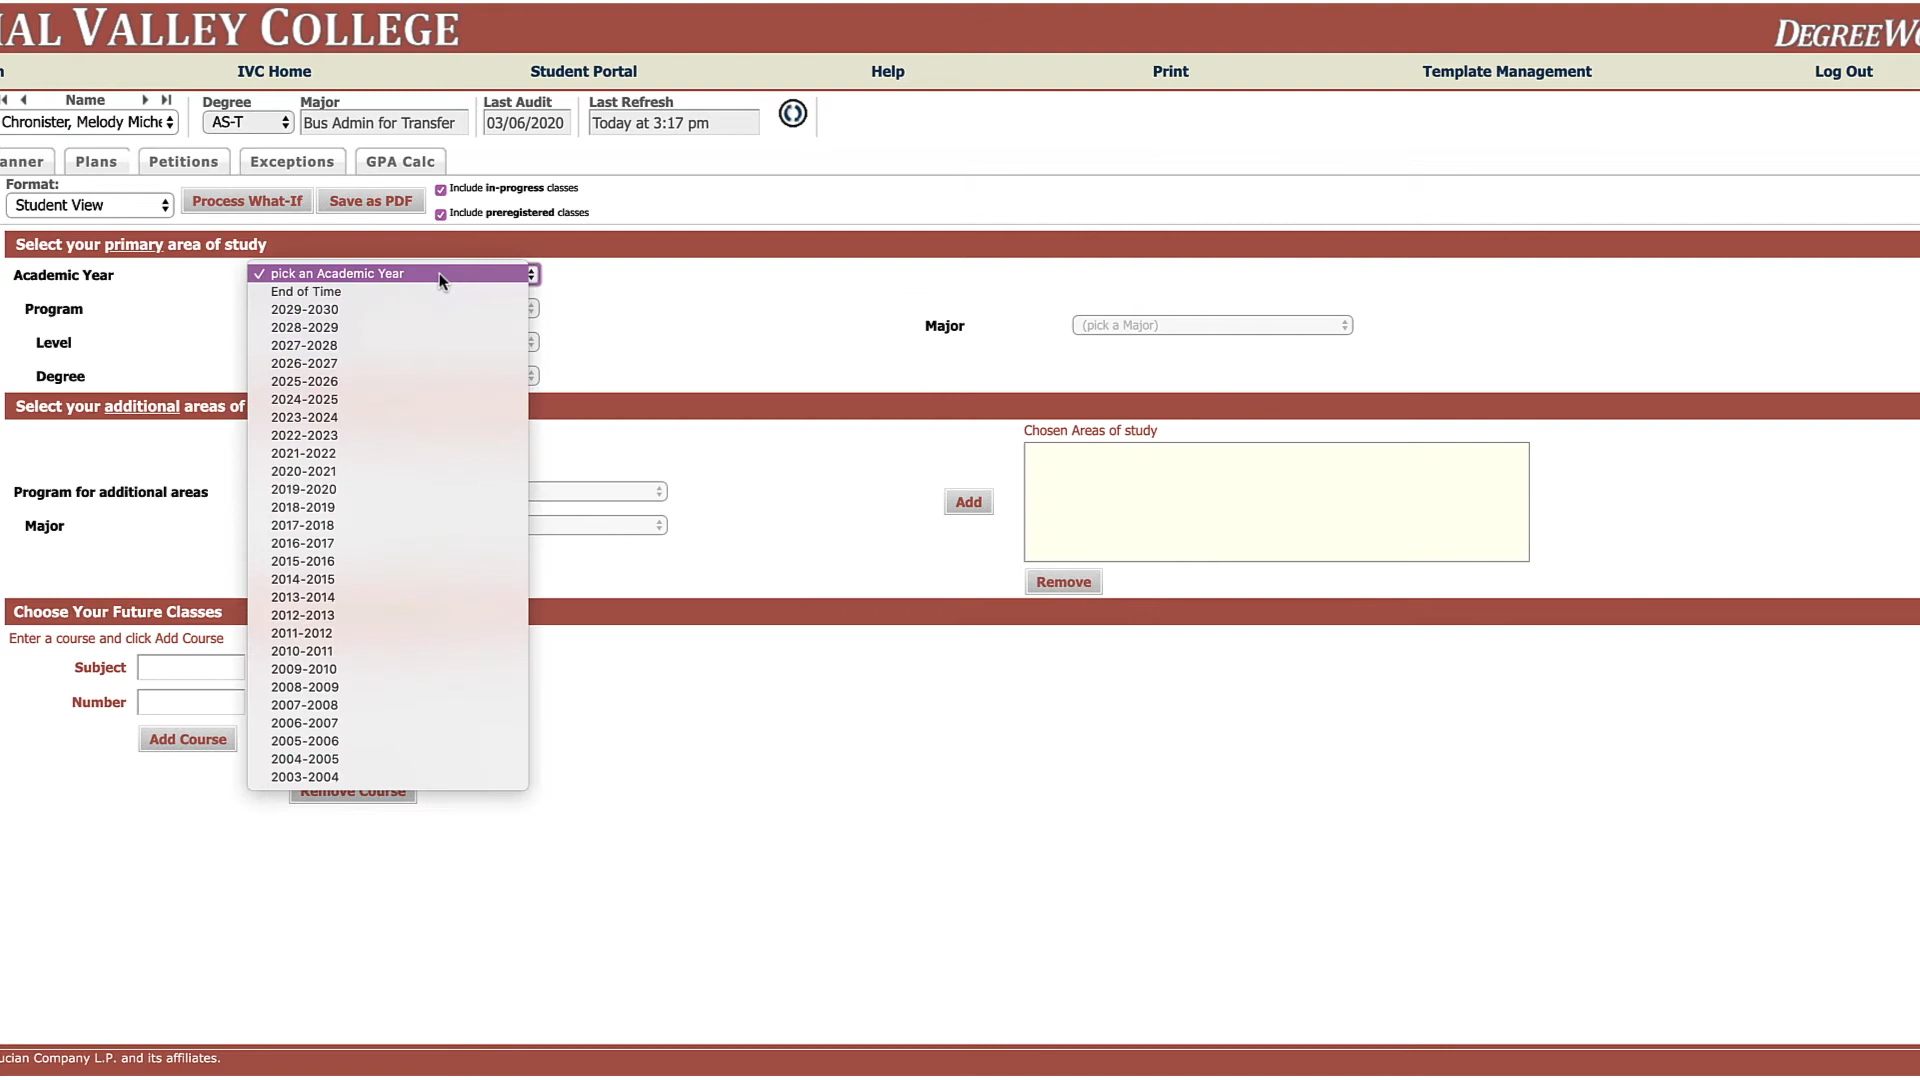 IAL VALLEY COLLEGE
DEGREEWO
n IVC Home Student Portal Help Print Template Management Log Out
Name Degree Major Last Audit Last Refresh
Chronister, Melody Miche AS-T Bus Admin for Transfer 03/06/2020 Today at 3:17 pm
anner Plans Petitions Exceptions GPA Calc
Format:
Student View Process What-If Save as PDF
Include in-progress classes
Include preregistered classes
Select your primary area of study
Academic Year
✓ pick an Academic Year
End of Time
2029-2030
2028-2029
2027-2028
2026-2027
2025-2026
2024-2025
2023-2024
2022-2023
2021-2022
2020-2021
2019-2020
2018-2019
2017-2018
2016-2017
2015-2016
2014-2015
2013-2014
2012-2013
2011-2012
2010-2011
2009-2010
2008-2009
2007-2008
2006-2007
2005-2006
2004-2005
2003-2004
Program
Level
Degree
Major (pick a Major)
Select your additional areas of
Chosen Areas of study
Program for additional areas
Major
Add
Remove
Choose Your Future Classes
Enter a course and click Add Course
Subject
Number
Add Course
Remove Course
ucian Company L.P. and its affiliates.